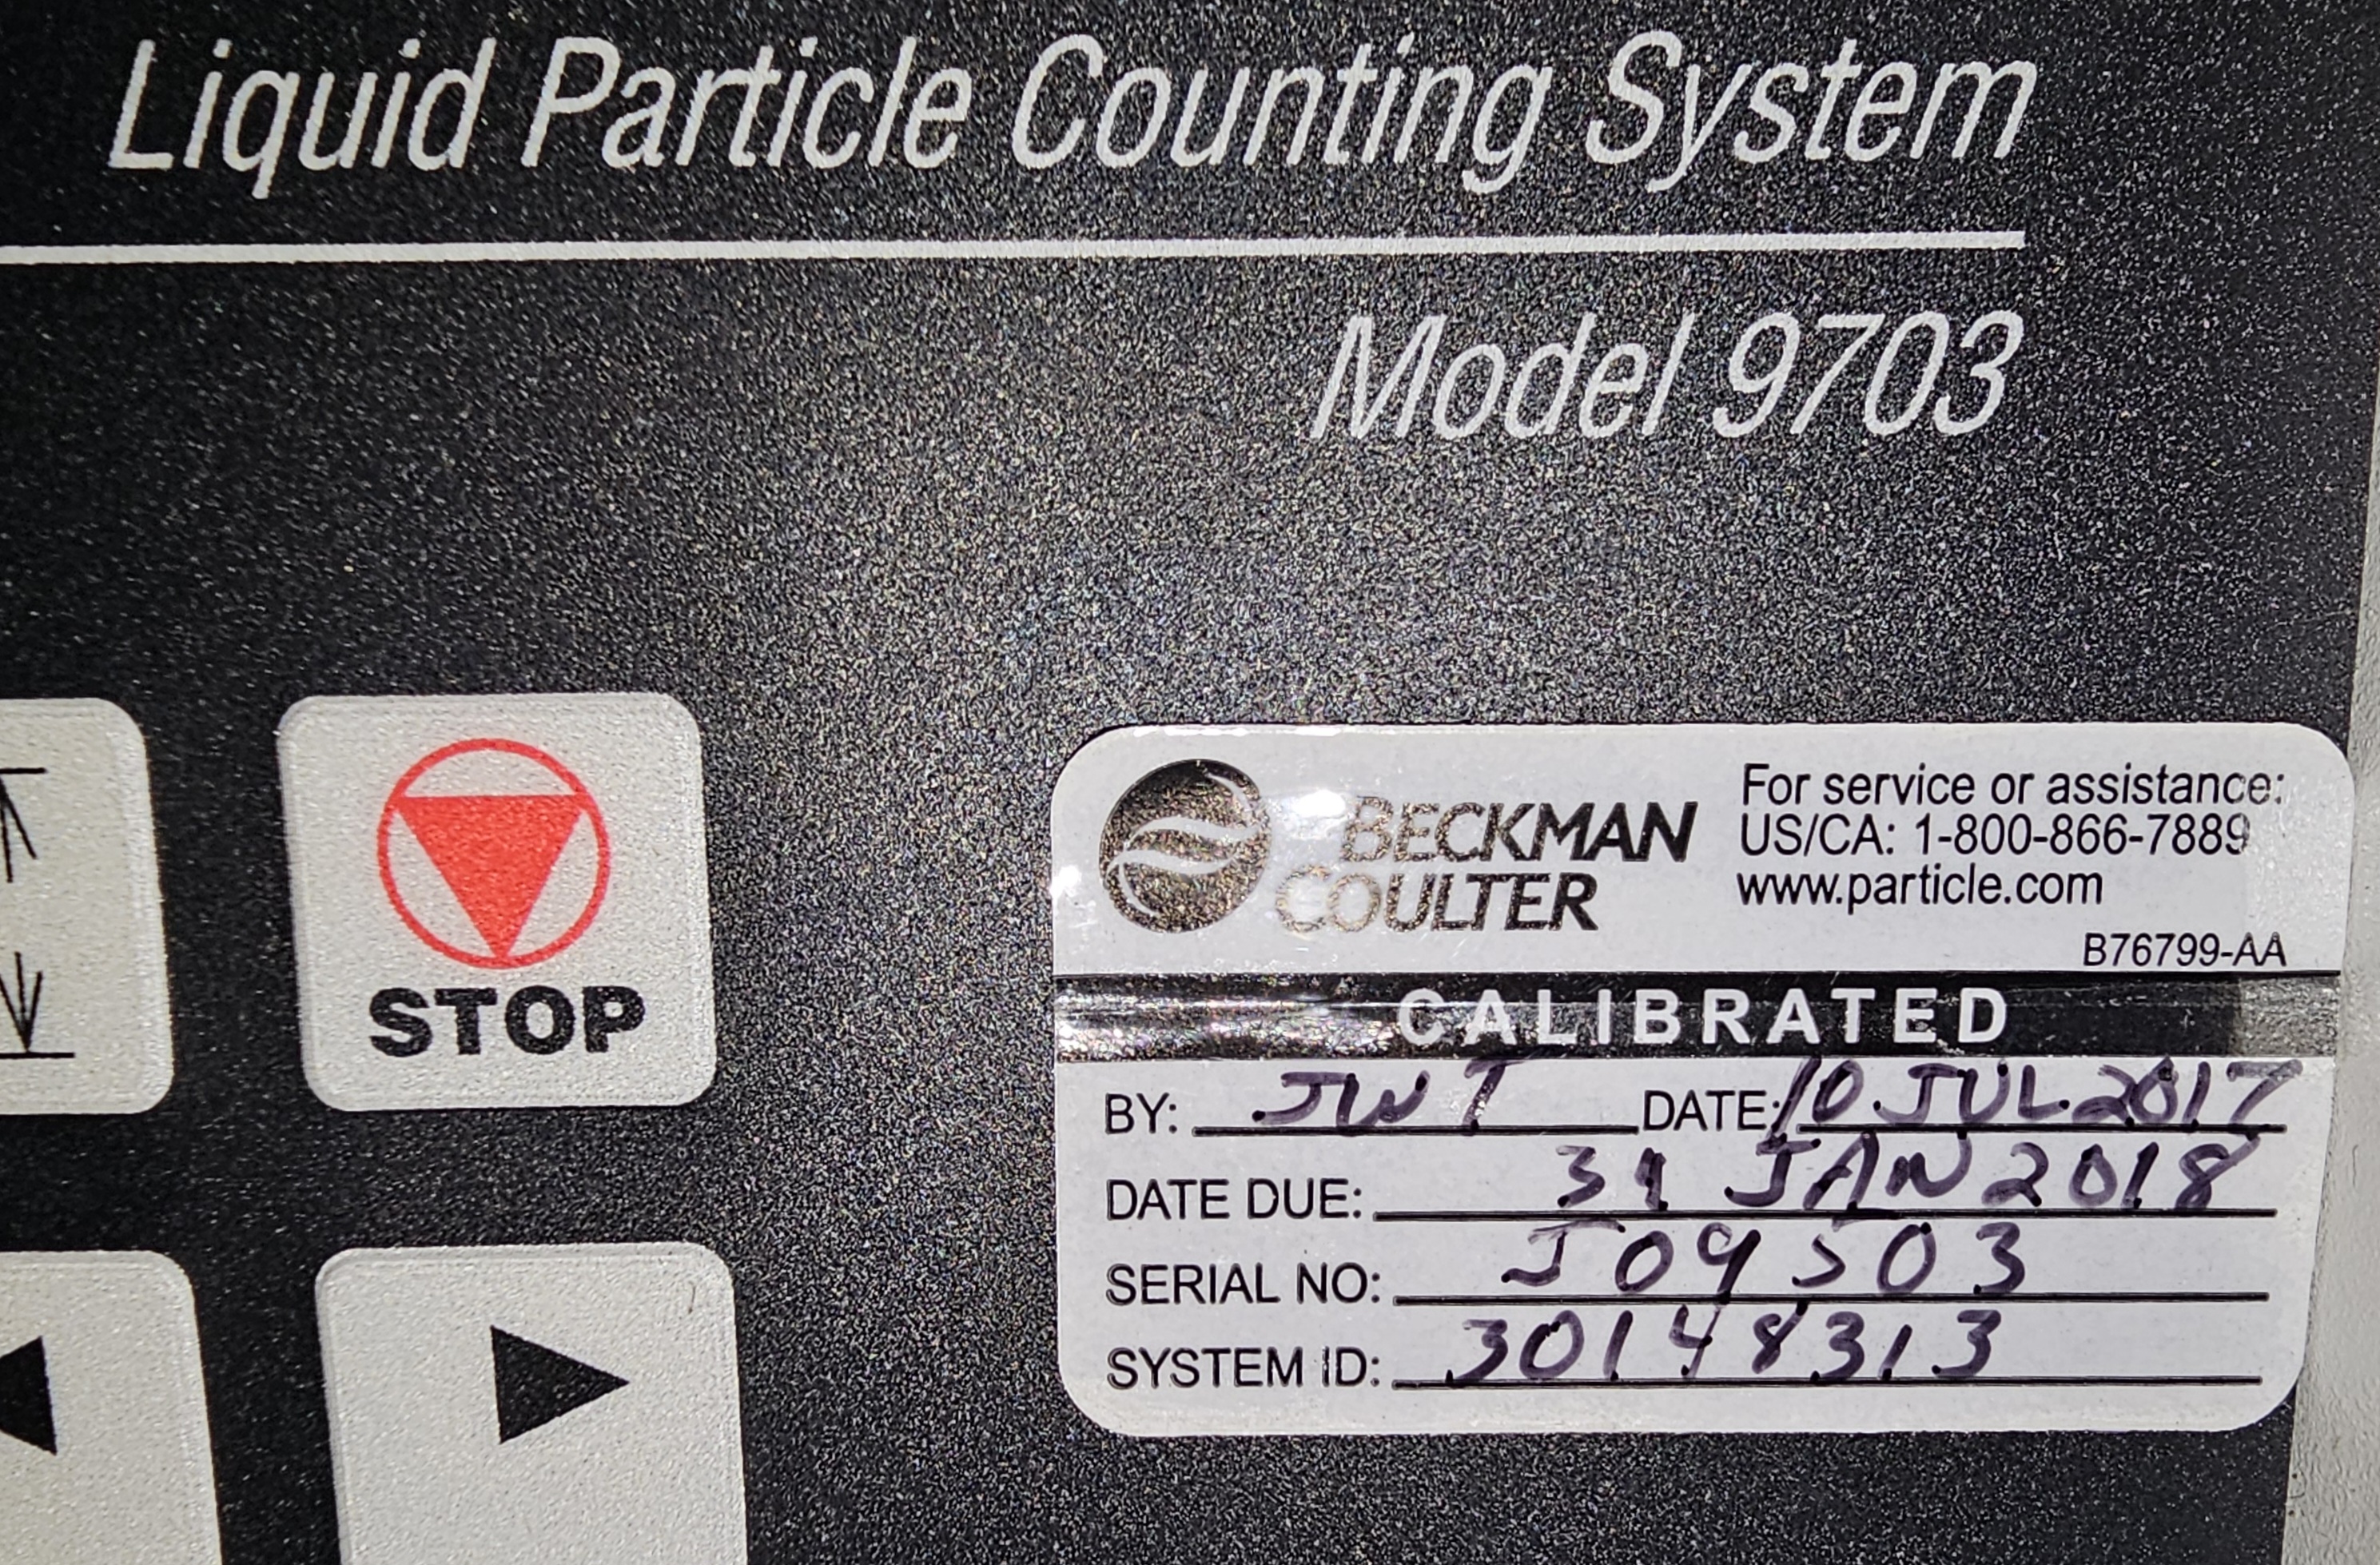 Liquid Particle Counting System
Model 9703
STOP
BECKMAN
COULTER
For service or assistance:
US/CA: 1-800-866-7889
www.particle.com
B76799-AA
CALIBRATED
BY: JWT DATE: 10 JUL 2017
DATE DUE: 31 JAN 2018
SERIAL NO: J09503
SYSTEM ID: 30148313